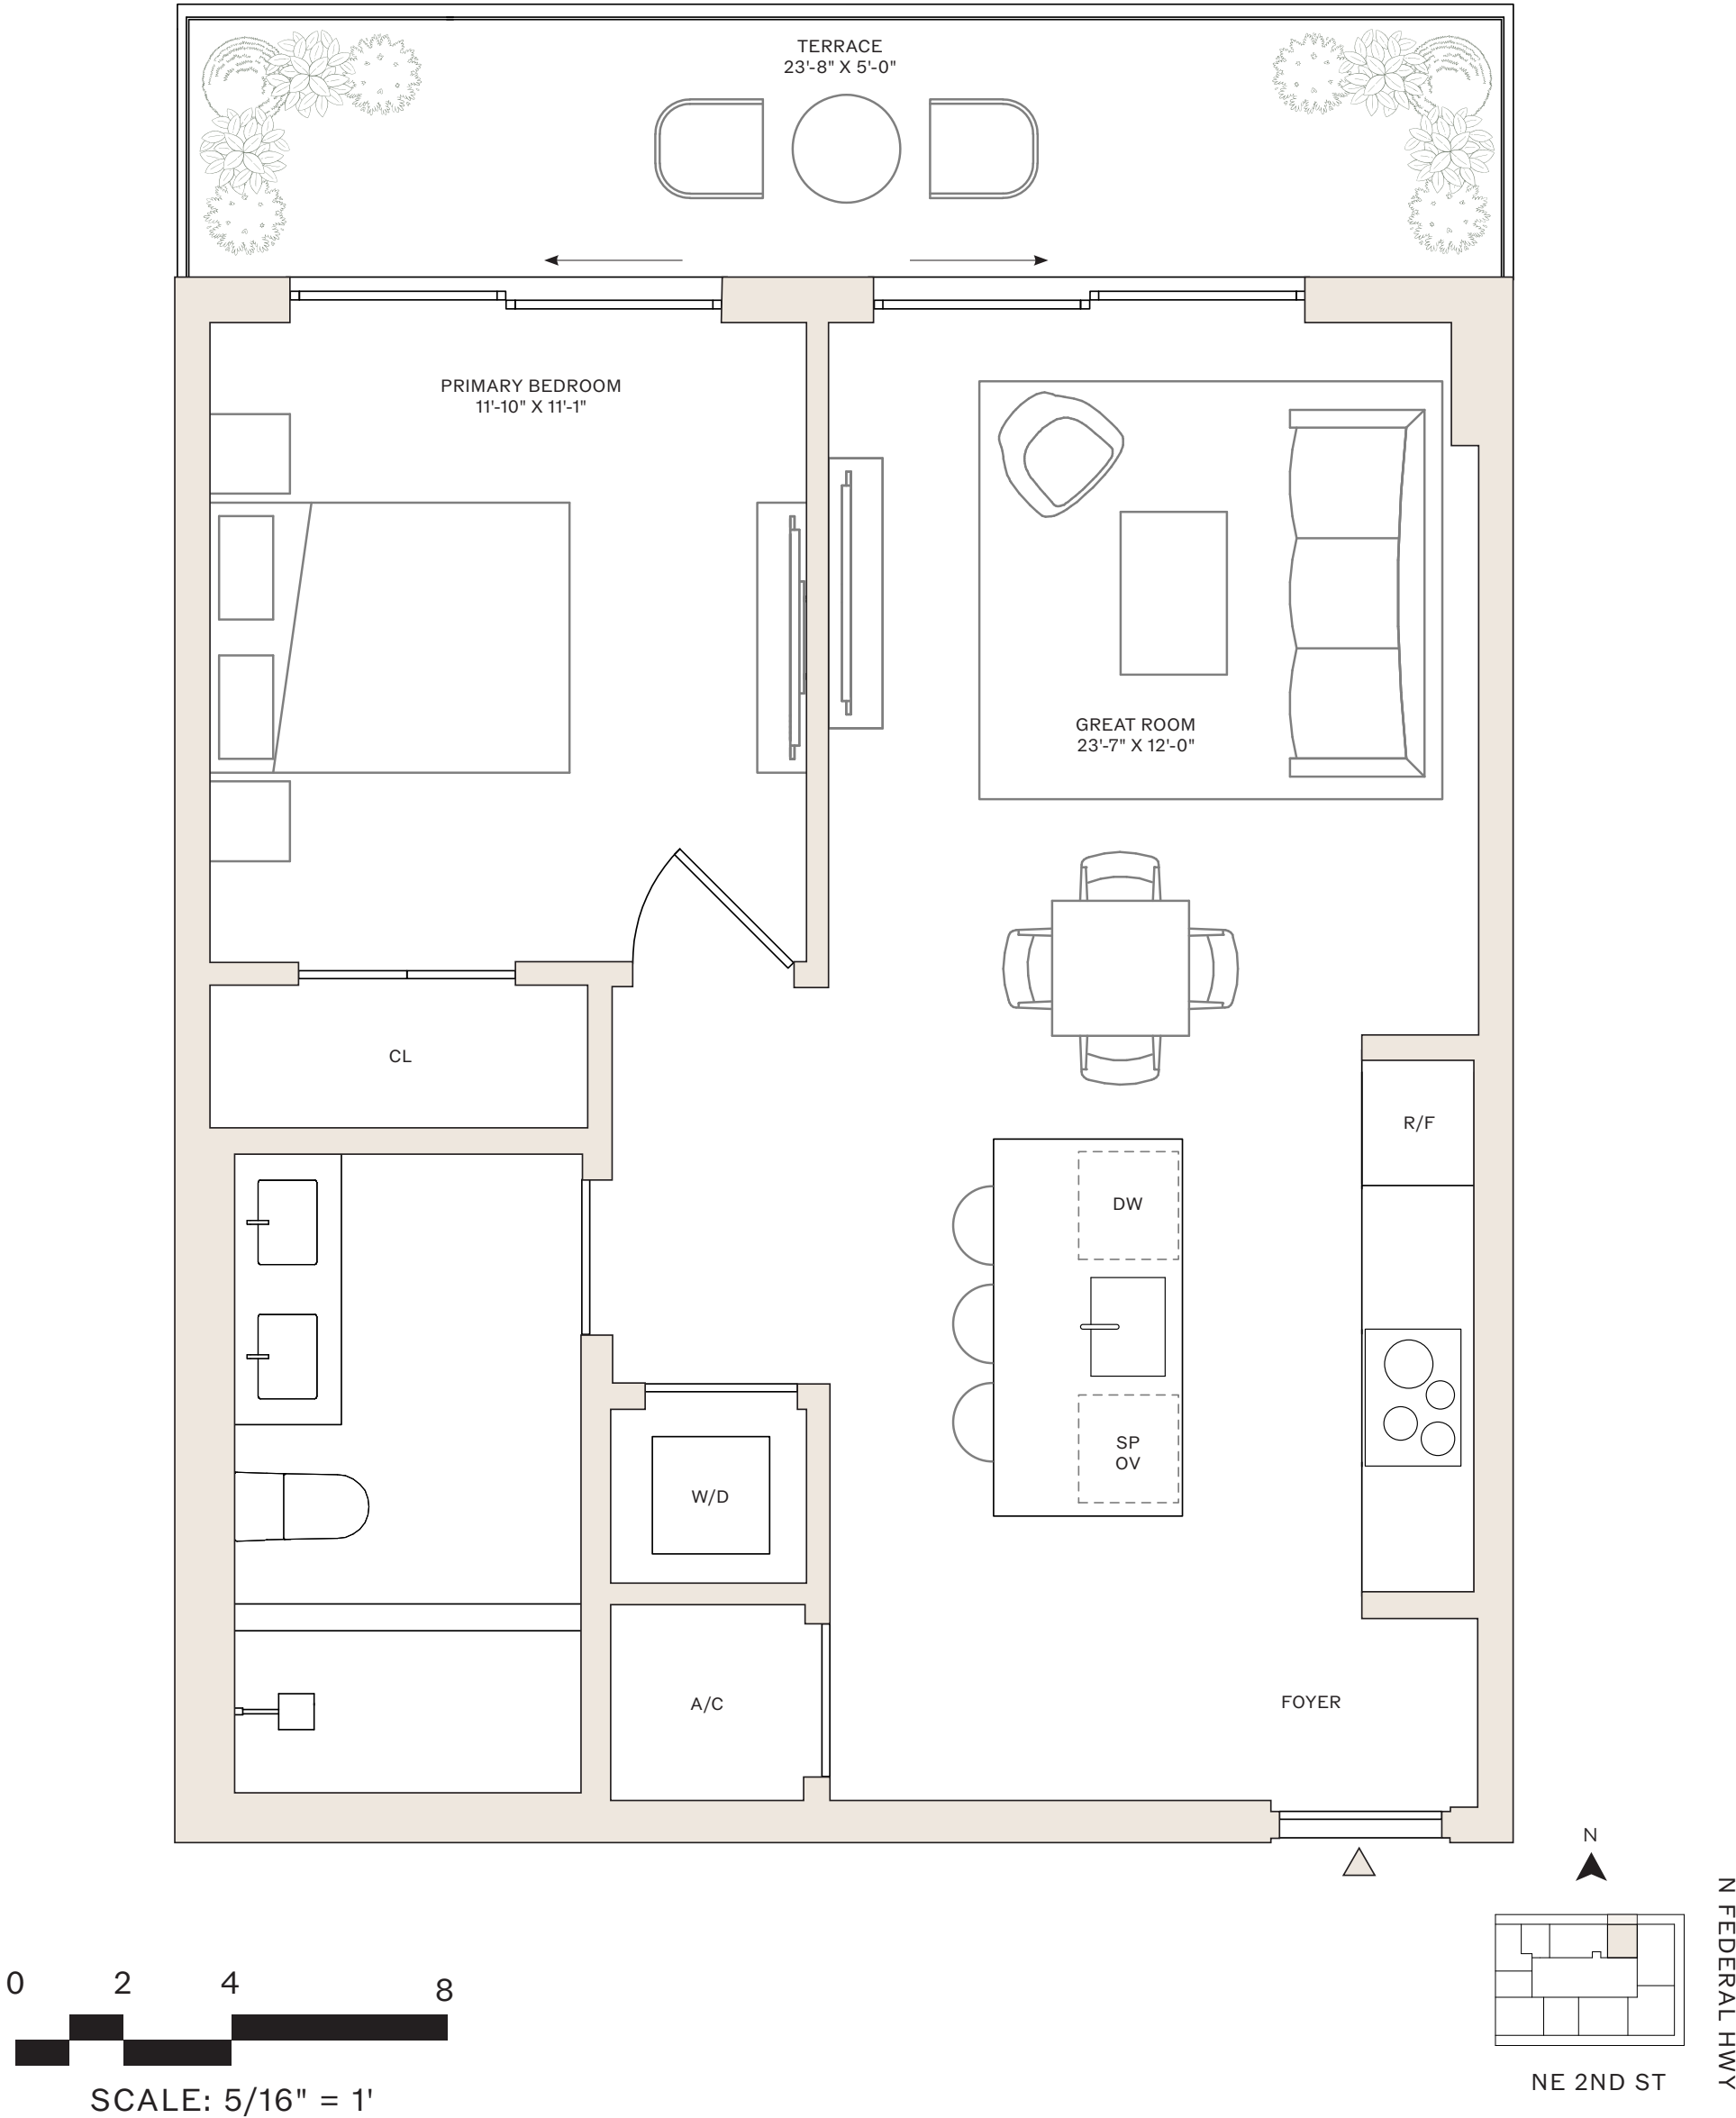 TERRACE
23'-8" X 5'-0"
PRIMARY BEDROOM
11'-10" X 11'-1"
GREAT ROOM
23'-7" X 12'-0"
CL
R/F
DW
SP
OV
W/D
A/C
FOYER
N
N FEDERAL HWY
NE 2ND ST
0 2 4 8
SCALE: 5/16" = 1'